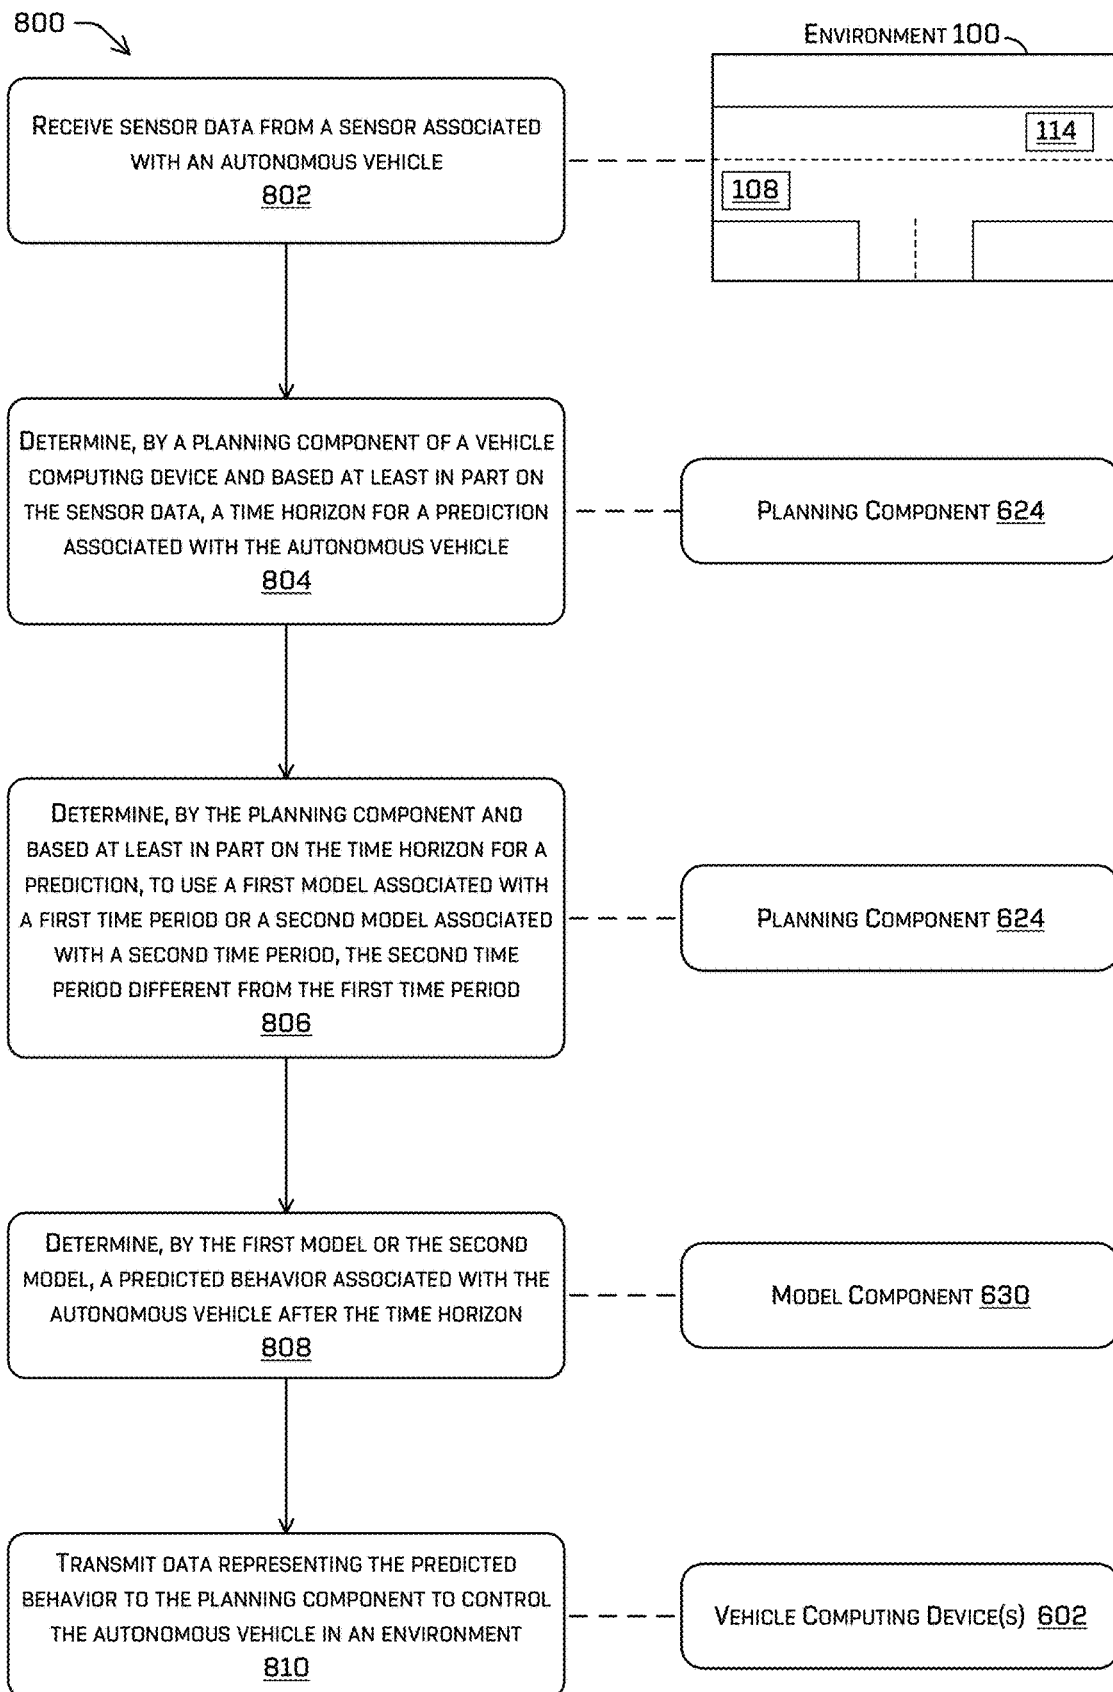 800
ENVIRONMENT 100
RECEIVE SENSOR DATA FROM A SENSOR ASSOCIATED
WITH AN AUTONOMOUS VEHICLE
802
114
108
DETERMINE, BY A PLANNING COMPONENT OF A VEHICLE
COMPUTING DEVICE AND BASED AT LEAST IN PART ON
THE SENSOR DATA, A TIME HORIZON FOR A PREDICTION
ASSOCIATED WITH THE AUTONOMOUS VEHICLE
804
PLANNING COMPONENT 624
DETERMINE, BY THE PLANNING COMPONENT AND
BASED AT LEAST IN PART ON THE TIME HORIZON FOR A
PREDICTION, TO USE A FIRST MODEL ASSOCIATED WITH
A FIRST TIME PERIOD OR A SECOND MODEL ASSOCIATED
WITH A SECOND TIME PERIOD, THE SECOND TIME
PERIOD DIFFERENT FROM THE FIRST TIME PERIOD
806
PLANNING COMPONENT 624
DETERMINE, BY THE FIRST MODEL OR THE SECOND
MODEL, A PREDICTED BEHAVIOR ASSOCIATED WITH THE
AUTONOMOUS VEHICLE AFTER THE TIME HORIZON
808
MODEL COMPONENT 630
TRANSMIT DATA REPRESENTING THE PREDICTED
BEHAVIOR TO THE PLANNING COMPONENT TO CONTROL
THE AUTONOMOUS VEHICLE IN AN ENVIRONMENT
810
VEHICLE COMPUTING DEVICE(S) 602